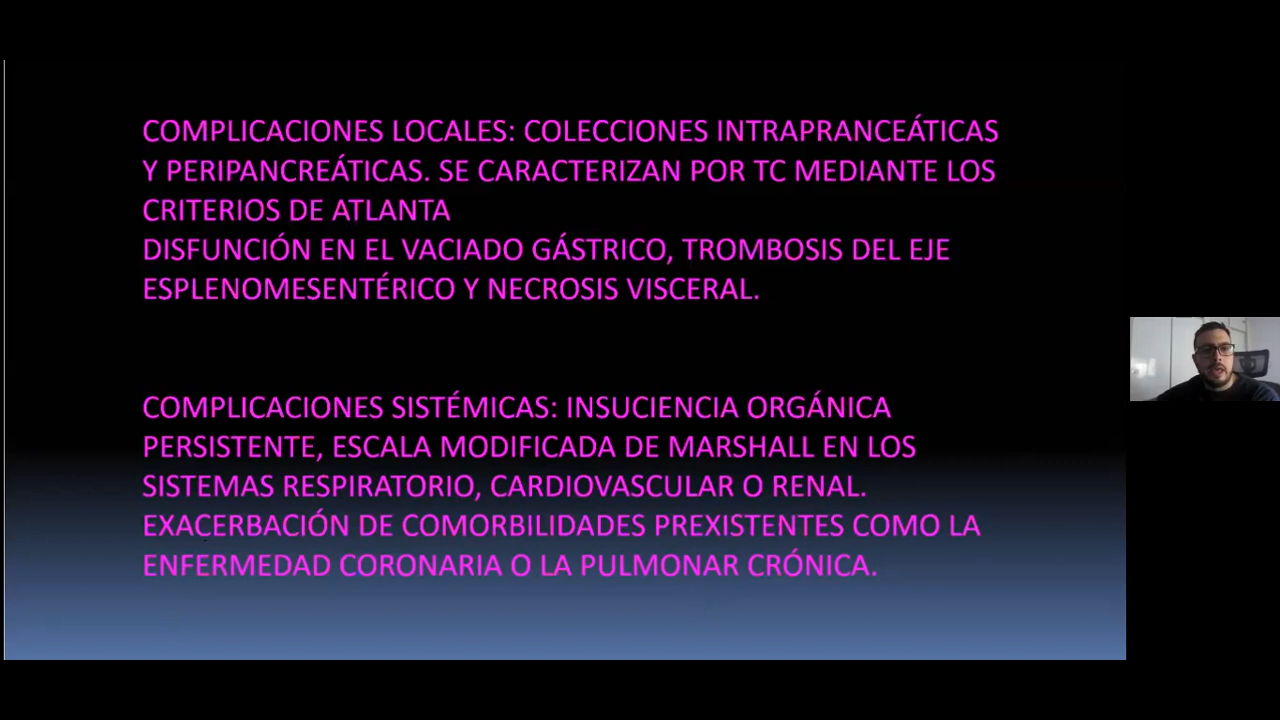 COMPLICACIONES LOCALES: COLECCIONES INTRAPRANCEÁTICAS
Y PERIPANCREÁTICAS. SE CARACTERIZAN POR TC MEDIANTE LOS
CRITERIOS DE ATLANTA
DISFUNCIÓN EN EL VACIADO GÁSTRICO, TROMBOSIS DEL EJE
ESPLENOMESENTÉRICO Y NECROSIS VISCERAL.
COMPLICACIONES SISTÉMICAS: INSUCIENCIA ORGÁNICA
PERSISTENTE, ESCALA MODIFICADA DE MARSHALL EN LOS
SISTEMAS RESPIRATORIO, CARDIOVASCULAR O RENAL.
EXACERBACIÓN DE COMORBILIDADES PREXISTENTES COMO LA
ENFERMEDAD CORONARIA O LA PULMONAR CRÓNICA.